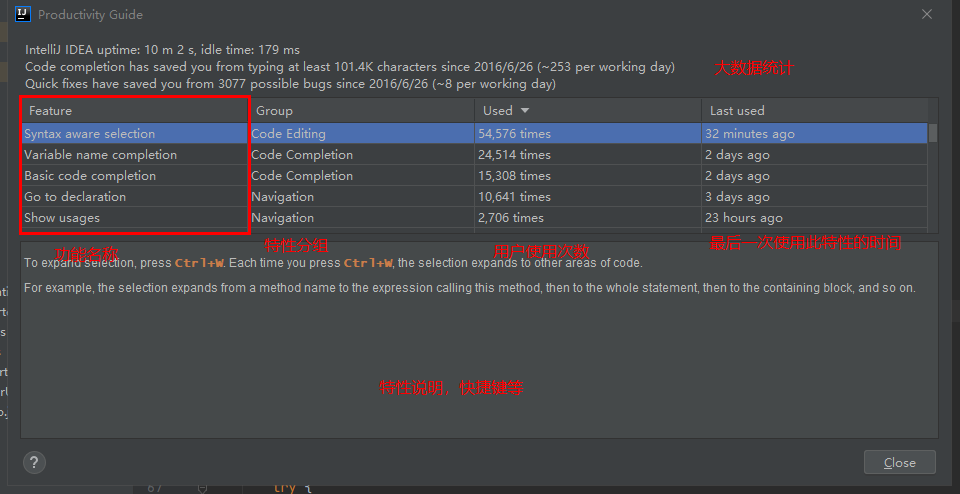 Productivity Guide
IntelliJ IDEA uptime: 10 m 2 s, idle time: 179 ms
Code completion has saved you from typing at least 101.4K characters since 2016/6/26 (~253 per working day)
大数据统计
Quick fixes have saved you from 3077 possible bugs since 2016/6/26 (~8 per working day)
Feature Group Used Last used
Syntax aware selection Code Editing 54,576 times 32 minutes ago
Variable name completion Code Completion 24,514 times 2 days ago
Basic code completion Code Completion 15,308 times 2 days ago
Go to declaration Navigation 10,641 times 3 days ago
Show usages Navigation 2,706 times 23 hours ago
功能名称 特性分组 用户使用次数 最后一次使用此特性的时间
To expand selection, press Ctrl+W. Each time you press Ctrl+W, the selection expands to other areas of code.
For example, the selection expands from a method name to the expression calling this method, then to the whole statement, then to the containing block, and so on.
特性说明，快捷键等
?
Close
67 try {